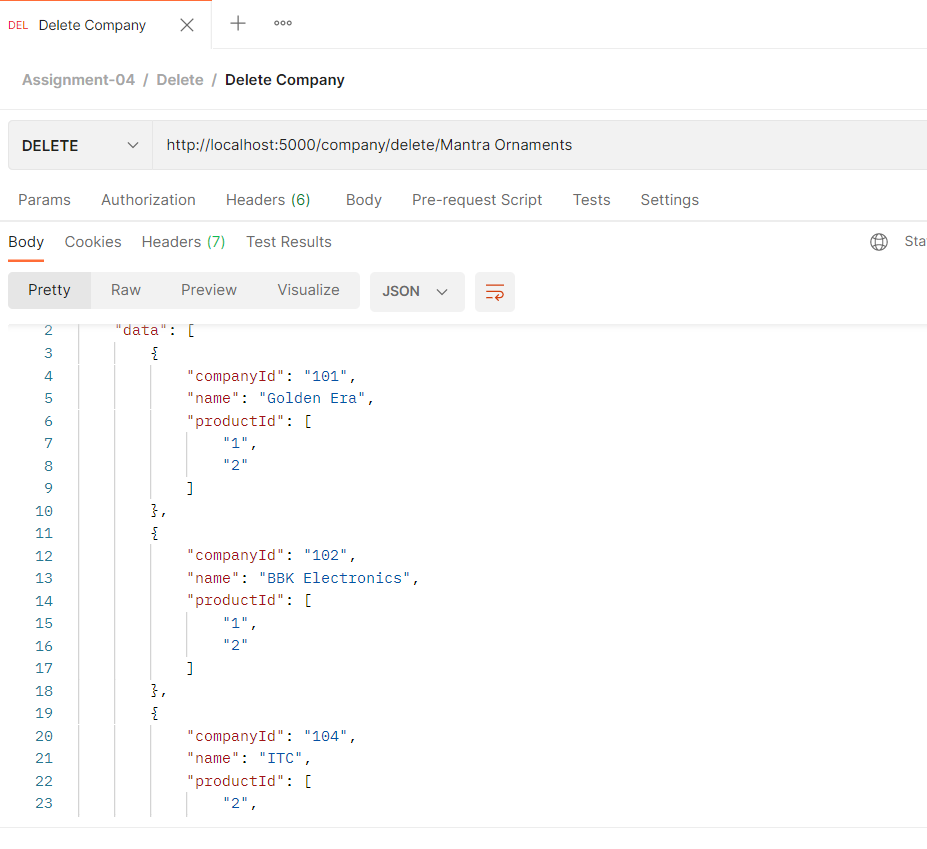 DEL Delete Company
Assignment-04 / Delete / Delete Company
DELETE http://localhost:5000/company/delete/Mantra Ornaments
Params Authorization Headers (6) Body Pre-request Script Tests Settings
Body Cookies Headers (7) Test Results Sta
Pretty Raw Preview Visualize JSON
2 "data": [
3 {
4 "companyId": "101",
5 "name": "Golden Era",
6 "productId": [
7 "1",
8 "2"
9 ]
10 },
11 {
12 "companyId": "102",
13 "name": "BBK Electronics",
14 "productId": [
15 "1",
16 "2"
17 ]
18 },
19 {
20 "companyId": "104",
21 "name": "ITC",
22 "productId": [
23 "2",